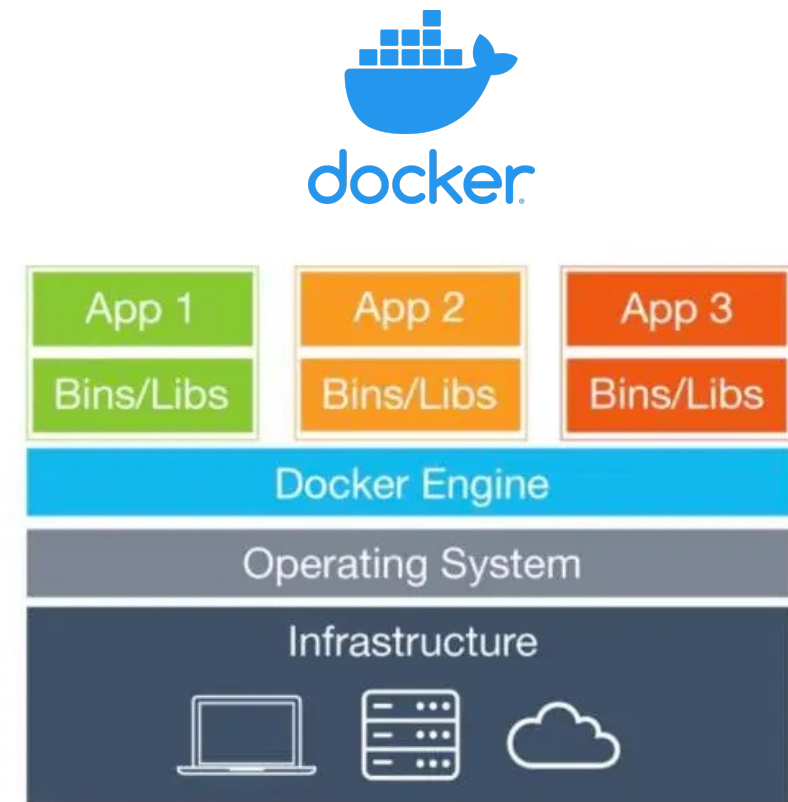 docker
App 1
App 2
App 3
Bins/Libs
Bins/Libs
Bins/Libs
Docker Engine
Operating System
Infrastructure